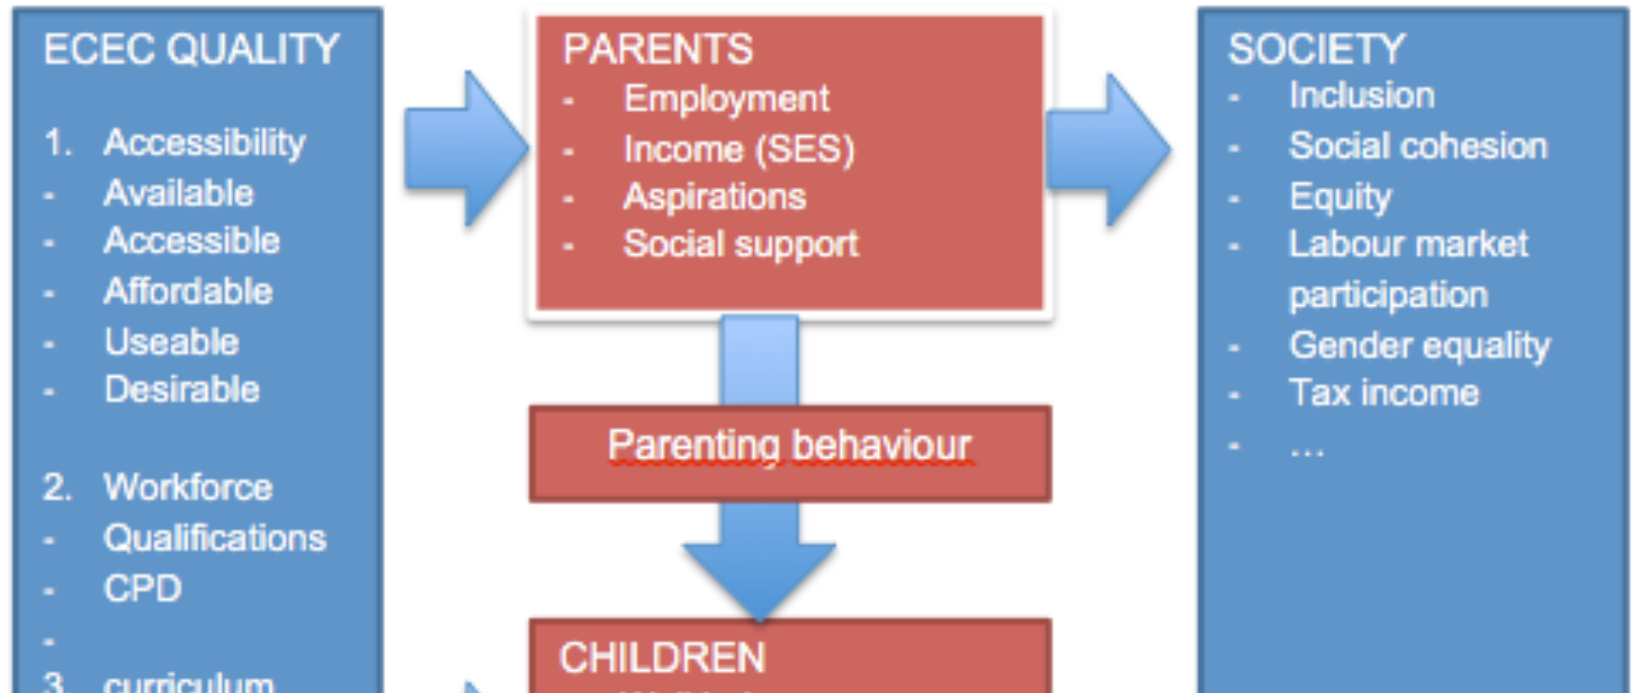 ECEC QUALITY
1. Accessibility
- Available
- Accessible
- Affordable
- Useable
- Desirable
2. Workforce
- Qualifications
- CPD
-
3. curriculum
PARENTS
- Employment
- Income (SES)
- Aspirations
- Social support
Parenting behaviour
CHILDREN
SOCIETY
- Inclusion
- Social cohesion
- Equity
- Labour market
participation
- Gender equality
- Tax income
- ...